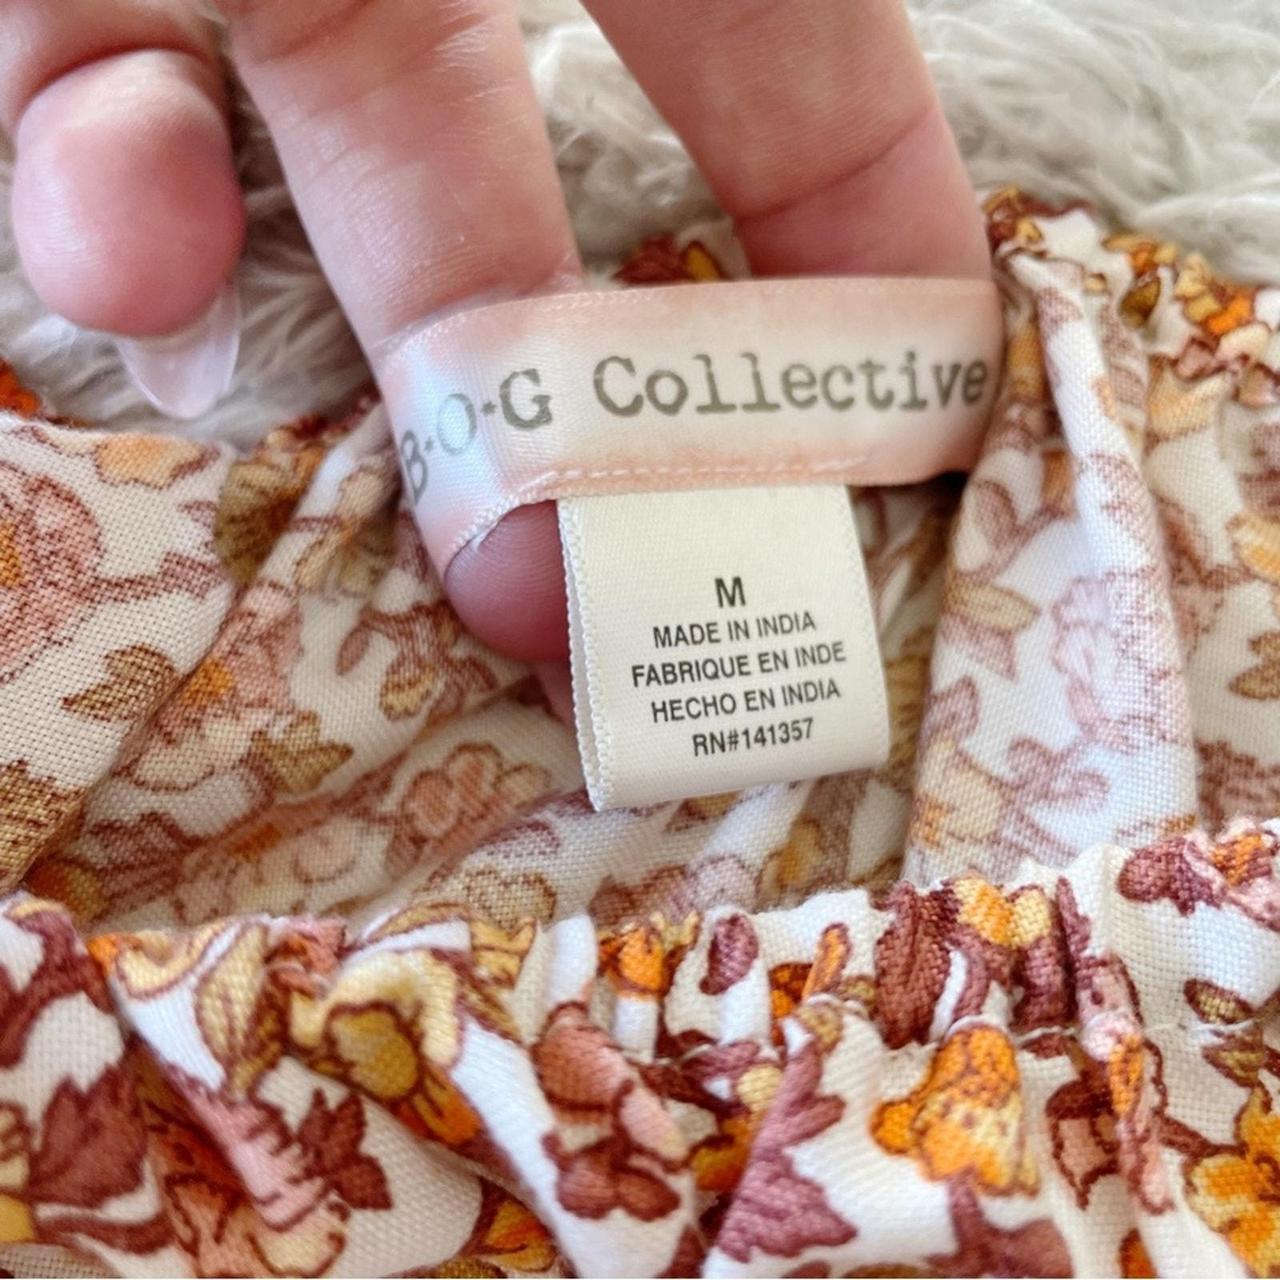 B•O•G Collective
M
MADE IN INDIA
FABRIQUE EN INDE
HECHO EN INDIA
RN#141357